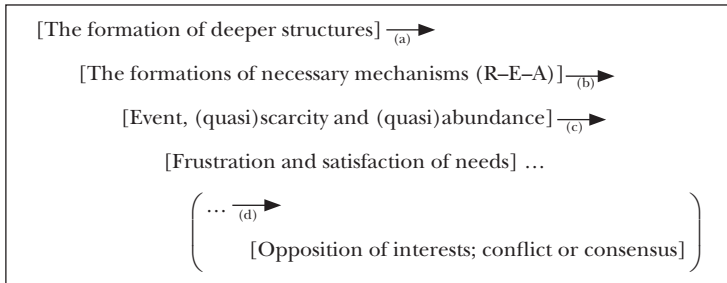 [The formation of deeper structures] (a)
[The formations of necessary mechanisms (R–E–A)] (b)
[Event, (quasi)scarcity and (quasi)abundance] (c)
[Frustration and satisfaction of needs] …
(… (d)
[Opposition of interests; conflict or consensus])